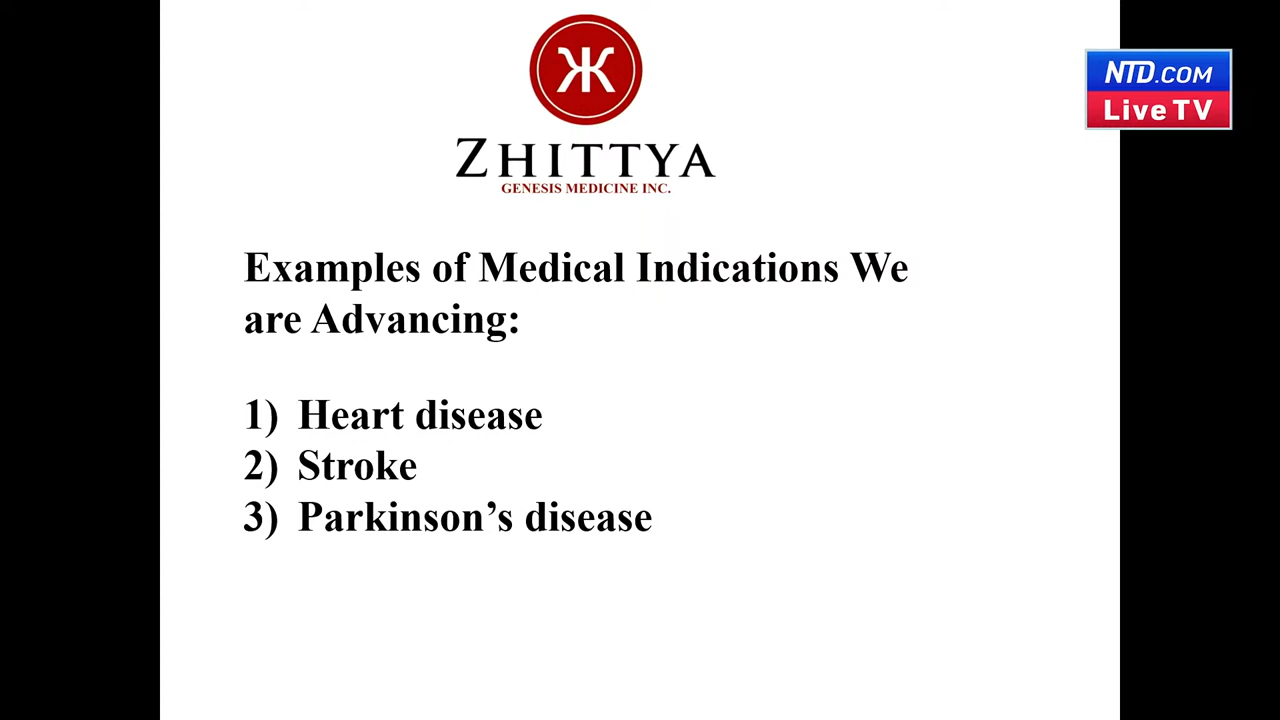 ZHITTYA
GENESIS MEDICINE INC.
NTD.COM
Live TV
Examples of Medical Indications We
are Advancing:
1) Heart disease
2) Stroke
3) Parkinson’s disease